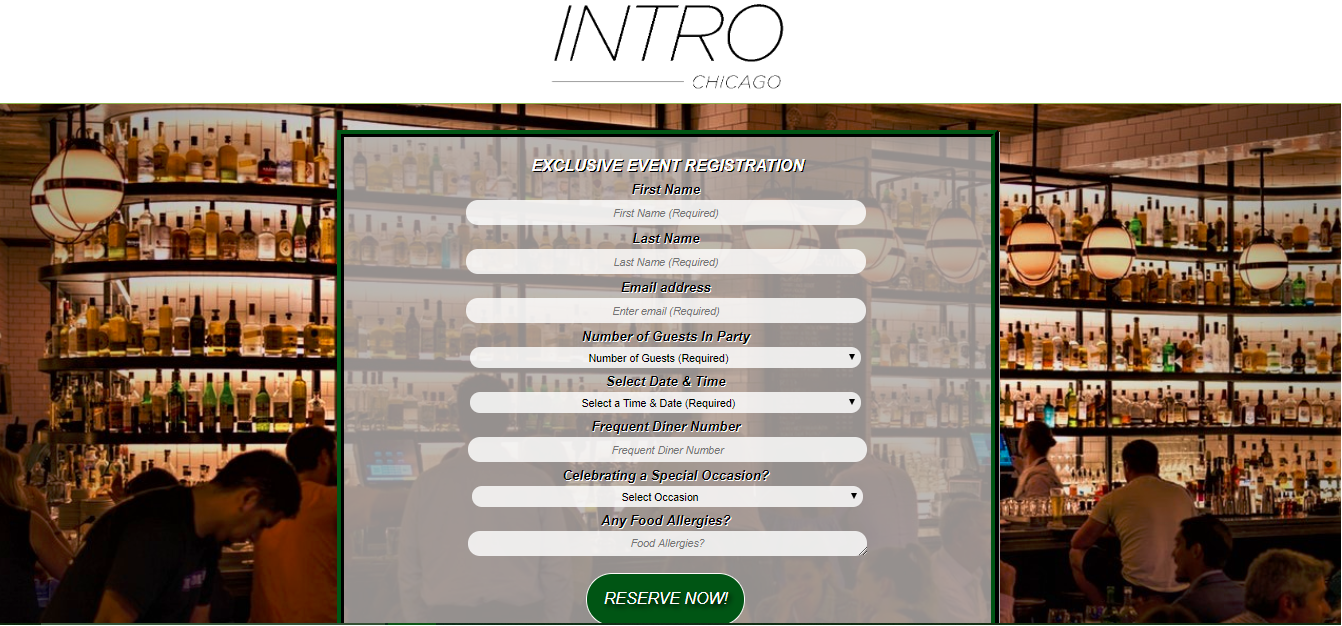 INTRO
CHICAGO
EXCLUSIVE EVENT REGISTRATION
First Name
First Name (Required)
Last Name
Last Name (Required)
Email address
Enter email (Required)
Number of Guests In Party
Number of Guests (Required)
Select Date & Time
Select a Time & Date (Required)
Frequent Diner Number
Frequent Diner Number
Celebrating a Special Occasion?
Select Occasion
Any Food Allergies?
Food Allergies?
RESERVE NOW!